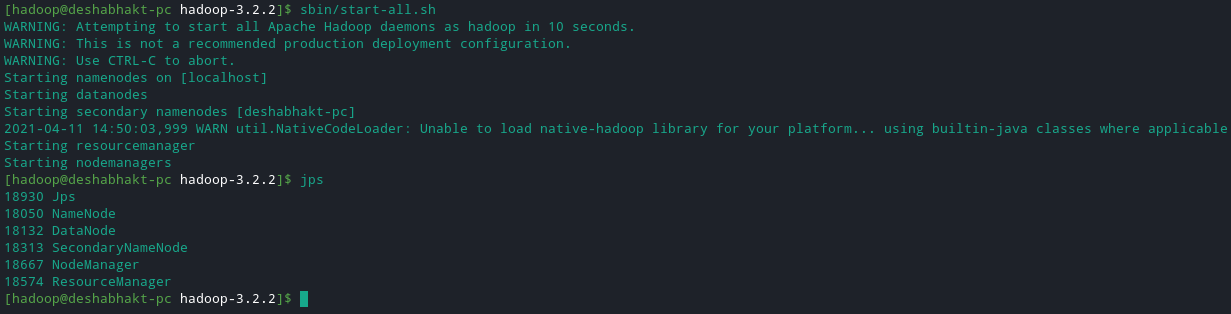 [hadoop@deshabhakt-pc hadoop-3.2.2]$ sbin/start-all.sh
WARNING: Attempting to start all Apache Hadoop daemons as hadoop in 10 seconds.
WARNING: This is not a recommended production deployment configuration.
WARNING: Use CTRL-C to abort.
Starting namenodes on [localhost]
Starting datanodes
Starting secondary namenodes [deshabhakt-pc]
2021-04-11 14:50:03,999 WARN util.NativeCodeLoader: Unable to load native-hadoop library for your platform... using builtin-java classes where applicable
Starting resourcemanager
Starting nodemanagers
[hadoop@deshabhakt-pc hadoop-3.2.2]$ jps
18930 Jps
18050 NameNode
18132 DataNode
18313 SecondaryNameNode
18667 NodeManager
18574 ResourceManager
[hadoop@deshabhakt-pc hadoop-3.2.2]$